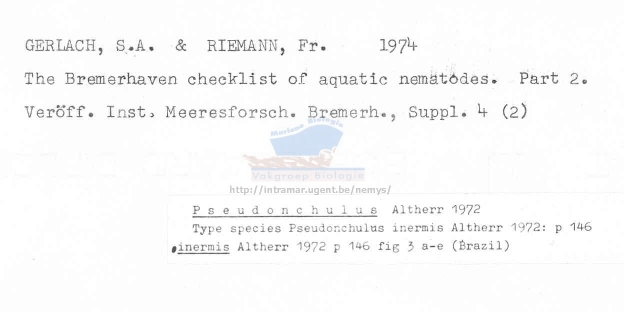 GERLACH, S.A. & RIEMANN, Fr. 1974
The Bremerhaven checklist of aquatic nematodes. Part 2.
Veröff. Inst. Meeresforsch. Bremerh., Suppl. 4 (2)
Mariene Biologie
Vakgroep Biologie
http://intramar.ugent.be/nemys/
Pseudonchulus Altherr 1972
Type species Pseudonchulus inermis Altherr 1972: p 146
inermis Altherr 1972 p 146 fig 3 a-e (Brazil)